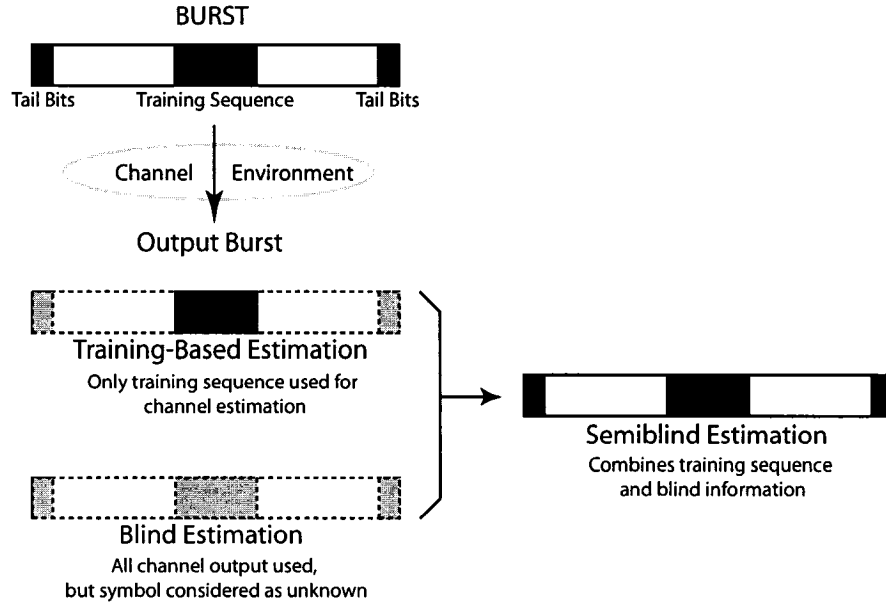 BURST
Tail Bits
Training Sequence
Tail Bits
Channel
Environment
Output Burst
Training-Based Estimation
Only training sequence used for
channel estimation
Semiblind Estimation
Combines training sequence
and blind information
Blind Estimation
All channel output used,
but symbol considered as unknown